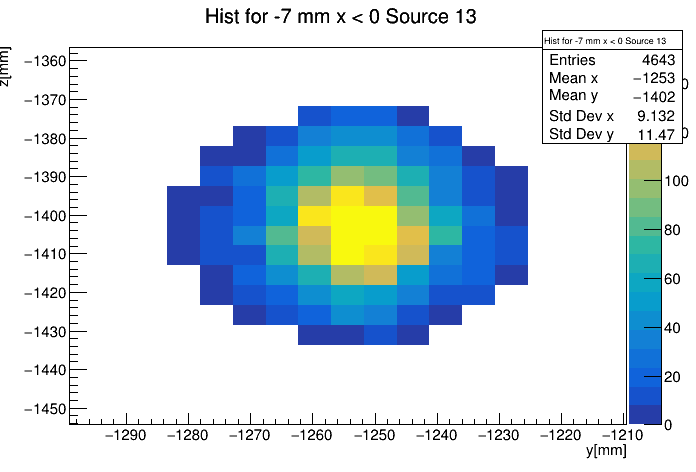 Hist for -7 mm x < 0 Source 13
z[mm]
Hist for -7 mm x < 0 Source 13
Entries 4643
Mean x −1253
Mean y −1402
Std Dev x 9.132
Std Dev y 11.47
−1360
−1370
−1380
−1390
−1400
−1410
−1420
−1430
−1440
−1450
−1290
−1280
−1270
−1260
−1250
−1240
−1230
−1220
−1210
y[mm]
100
80
60
40
20
0